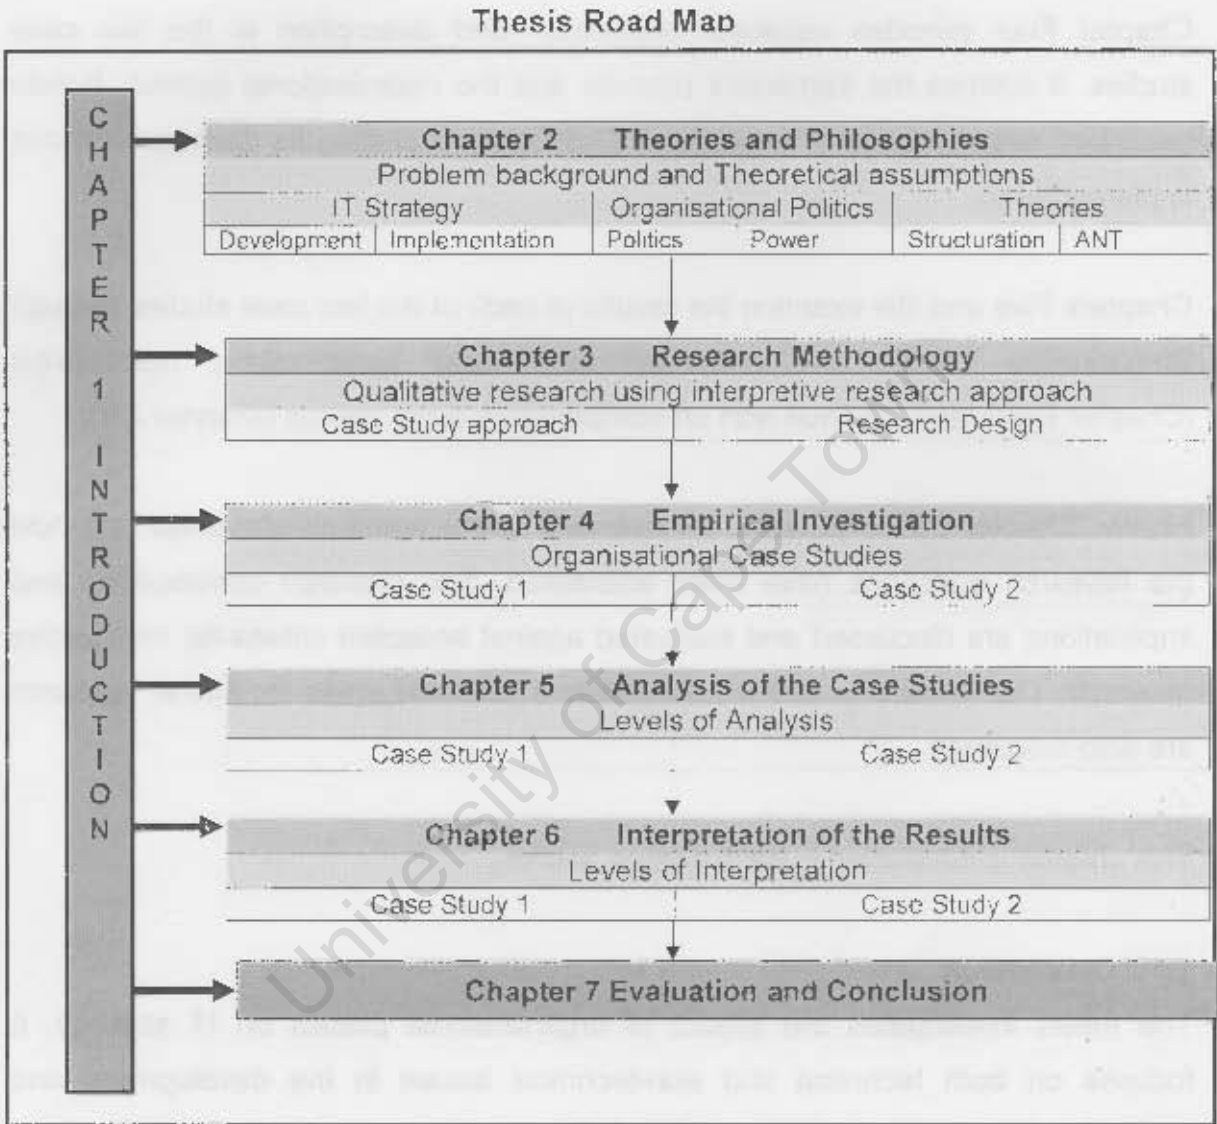 Thesis Road Map
CHAPTER 1 INTRODUCTION
Chapter 2 Theories and Philosophies
Problem background and Theoretical assumptions
IT Strategy Organisational Politics Theories
Development Implementation Politics Power Structuration ANT
Chapter 3 Research Methodology
Qualitative research using interpretive research approach
Case Study approach Research Design
Chapter 4 Empirical Investigation
Organisational Case Studies
Case Study 1 Case Study 2
Chapter 5 Analysis of the Case Studies
Levels of Analysis
Case Study 1 Case Study 2
Chapter 6 Interpretation of the Results
Levels of Interpretation
Case Study 1 Case Study 2
Chapter 7 Evaluation and Conclusion
University of Cape Town